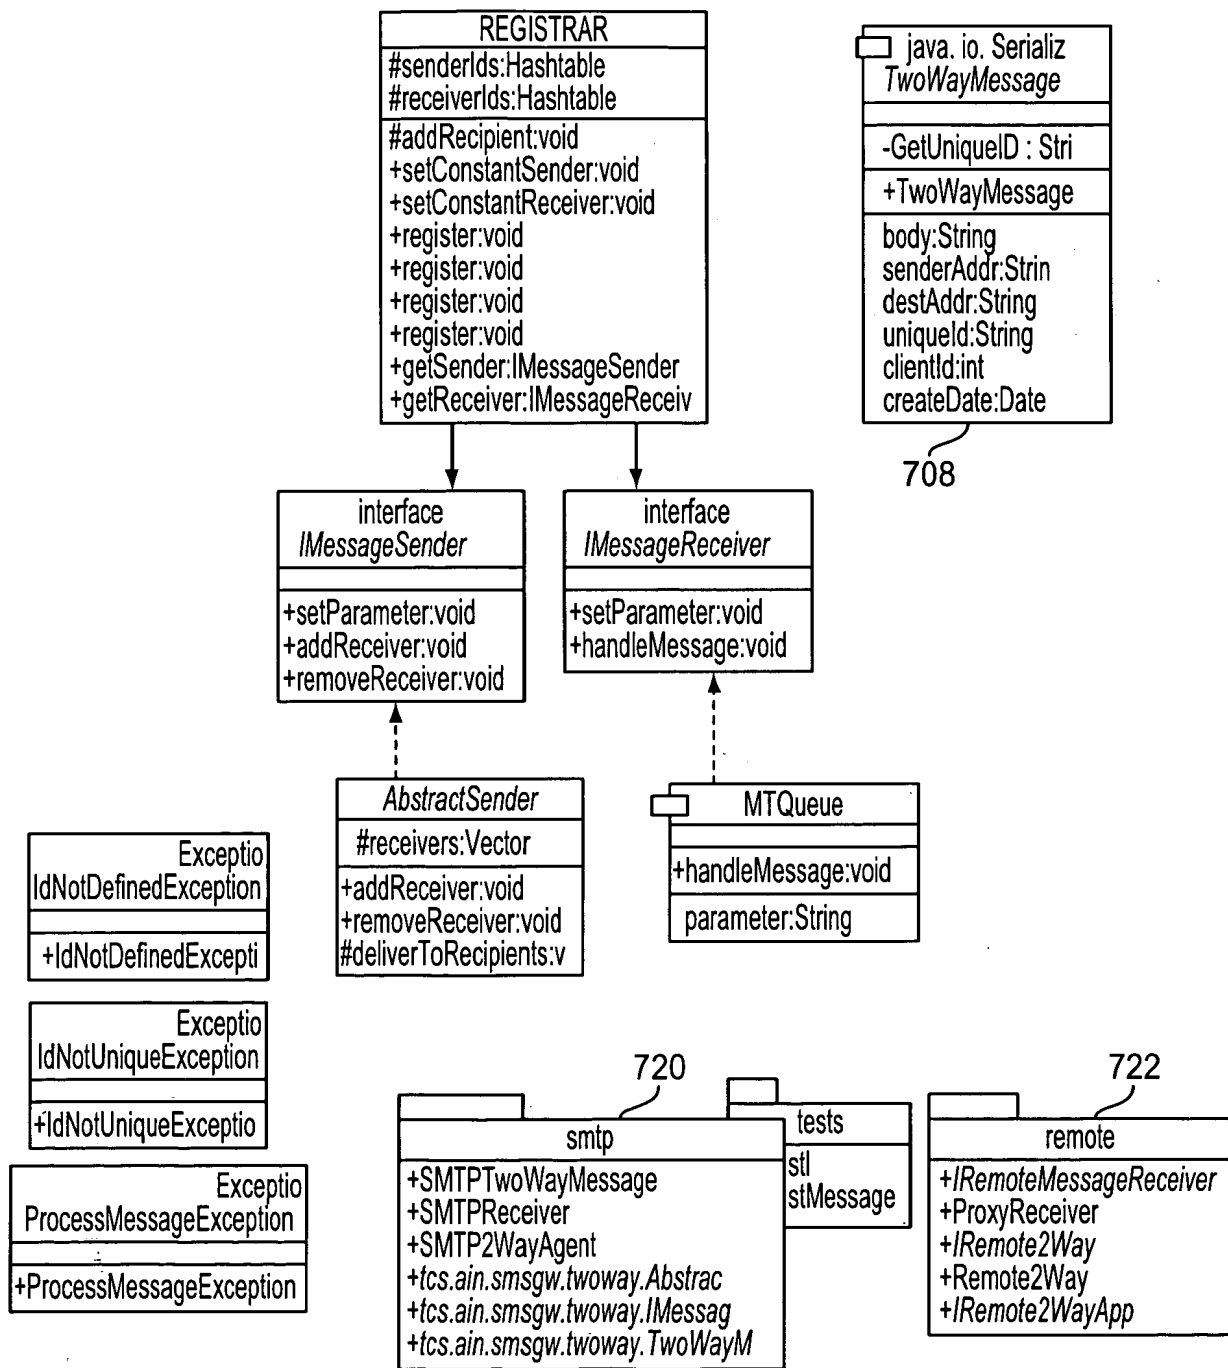 REGISTRAR
#senderIds:Hashtable
#receiverIds:Hashtable
#addRecipient:void
+setConstantSender:void
+setConstantReceiver:void
+register:void
+register:void
+register:void
+register:void
+getSender:IMessageSender
+getReceiver:IMessageReceiv
java. io. Serializ
TwoWayMessage
-GetUniqueID : Stri
+TwoWayMessage
body:String
senderAddr:Strin
destAddr:String
uniqueId:String
clientId:int
createDate:Date
708
interface
IMessageSender
+setParameter:void
+addReceiver:void
+removeReceiver:void
interface
IMessageReceiver
+setParameter:void
+handleMessage:void
AbstractSender
#receivers:Vector
+addReceiver:void
+removeReceiver:void
#deliverToRecipients:v
MTQueue
+handleMessage:void
parameter:String
Exceptio
IdNotDefinedException
+IdNotDefinedExcepti
Exceptio
IdNotUniqueException
+IdNotUniqueExceptio
Exceptio
ProcessMessageException
+ProcessMessageException
720
smtp
+SMTPTwoWayMessage
+SMTPReceiver
+SMTP2WayAgent
+tcs.ain.smsgw.twoway.Abstrac
+tcs.ain.smsgw.twoway.IMessag
+tcs.ain.smsgw.twoway.TwoWayM
tests
stl
stMessage
722
remote
+IRemoteMessageReceiver
+ProxyReceiver
+IRemote2Way
+Remote2Way
+IRemote2WayApp